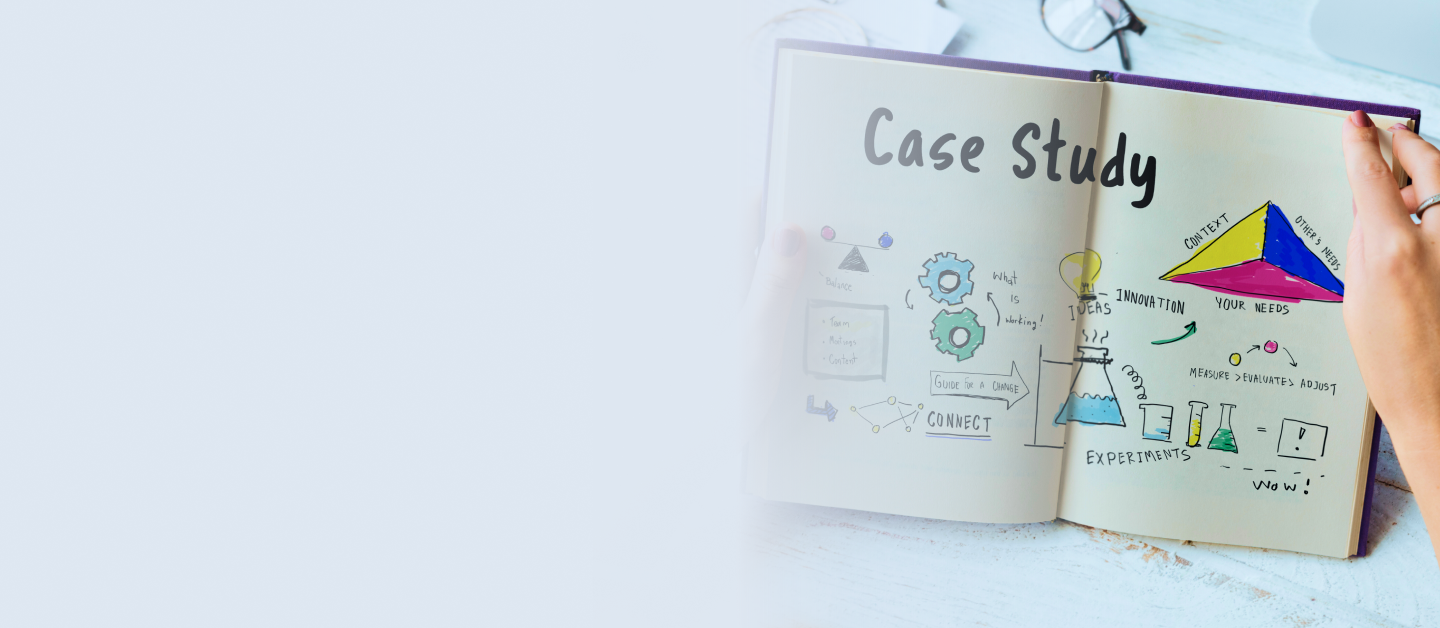 Case Study
Balance
• Team
• Motives
• Content
What
is
working!
GUIDE FOR A CHANGE
CONNECT
IDEAS
INNOVATION
CONTEXT
OTHER'S NEEDS
YOUR NEEDS
MEASURE > EVALUATE > ADJUST
EXPERIMENTS
= !
Wow!